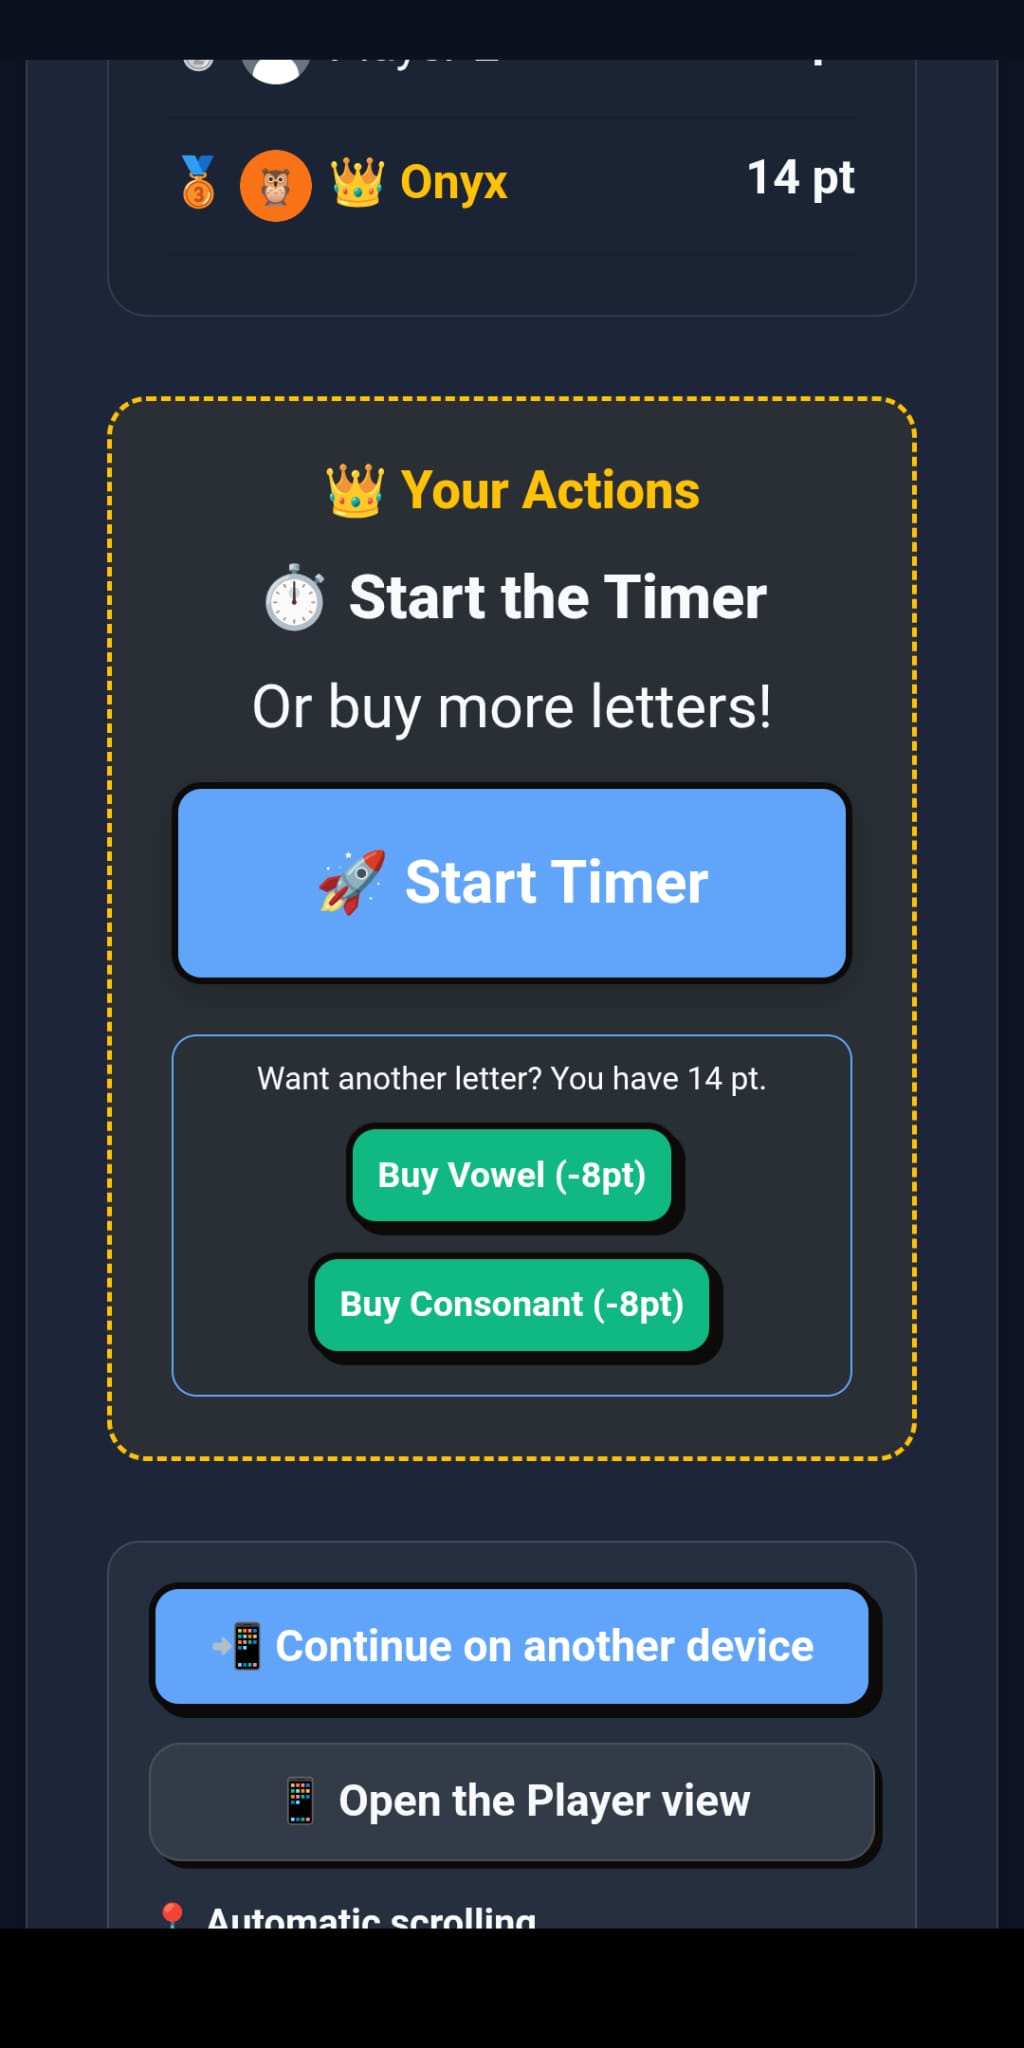 Onyx 14 pt
Your Actions
Start the Timer
Or buy more letters!
Start Timer
Want another letter? You have 14 pt.
Buy Vowel (-8pt)
Buy Consonant (-8pt)
Continue on another device
Open the Player view
Automatic scrolling